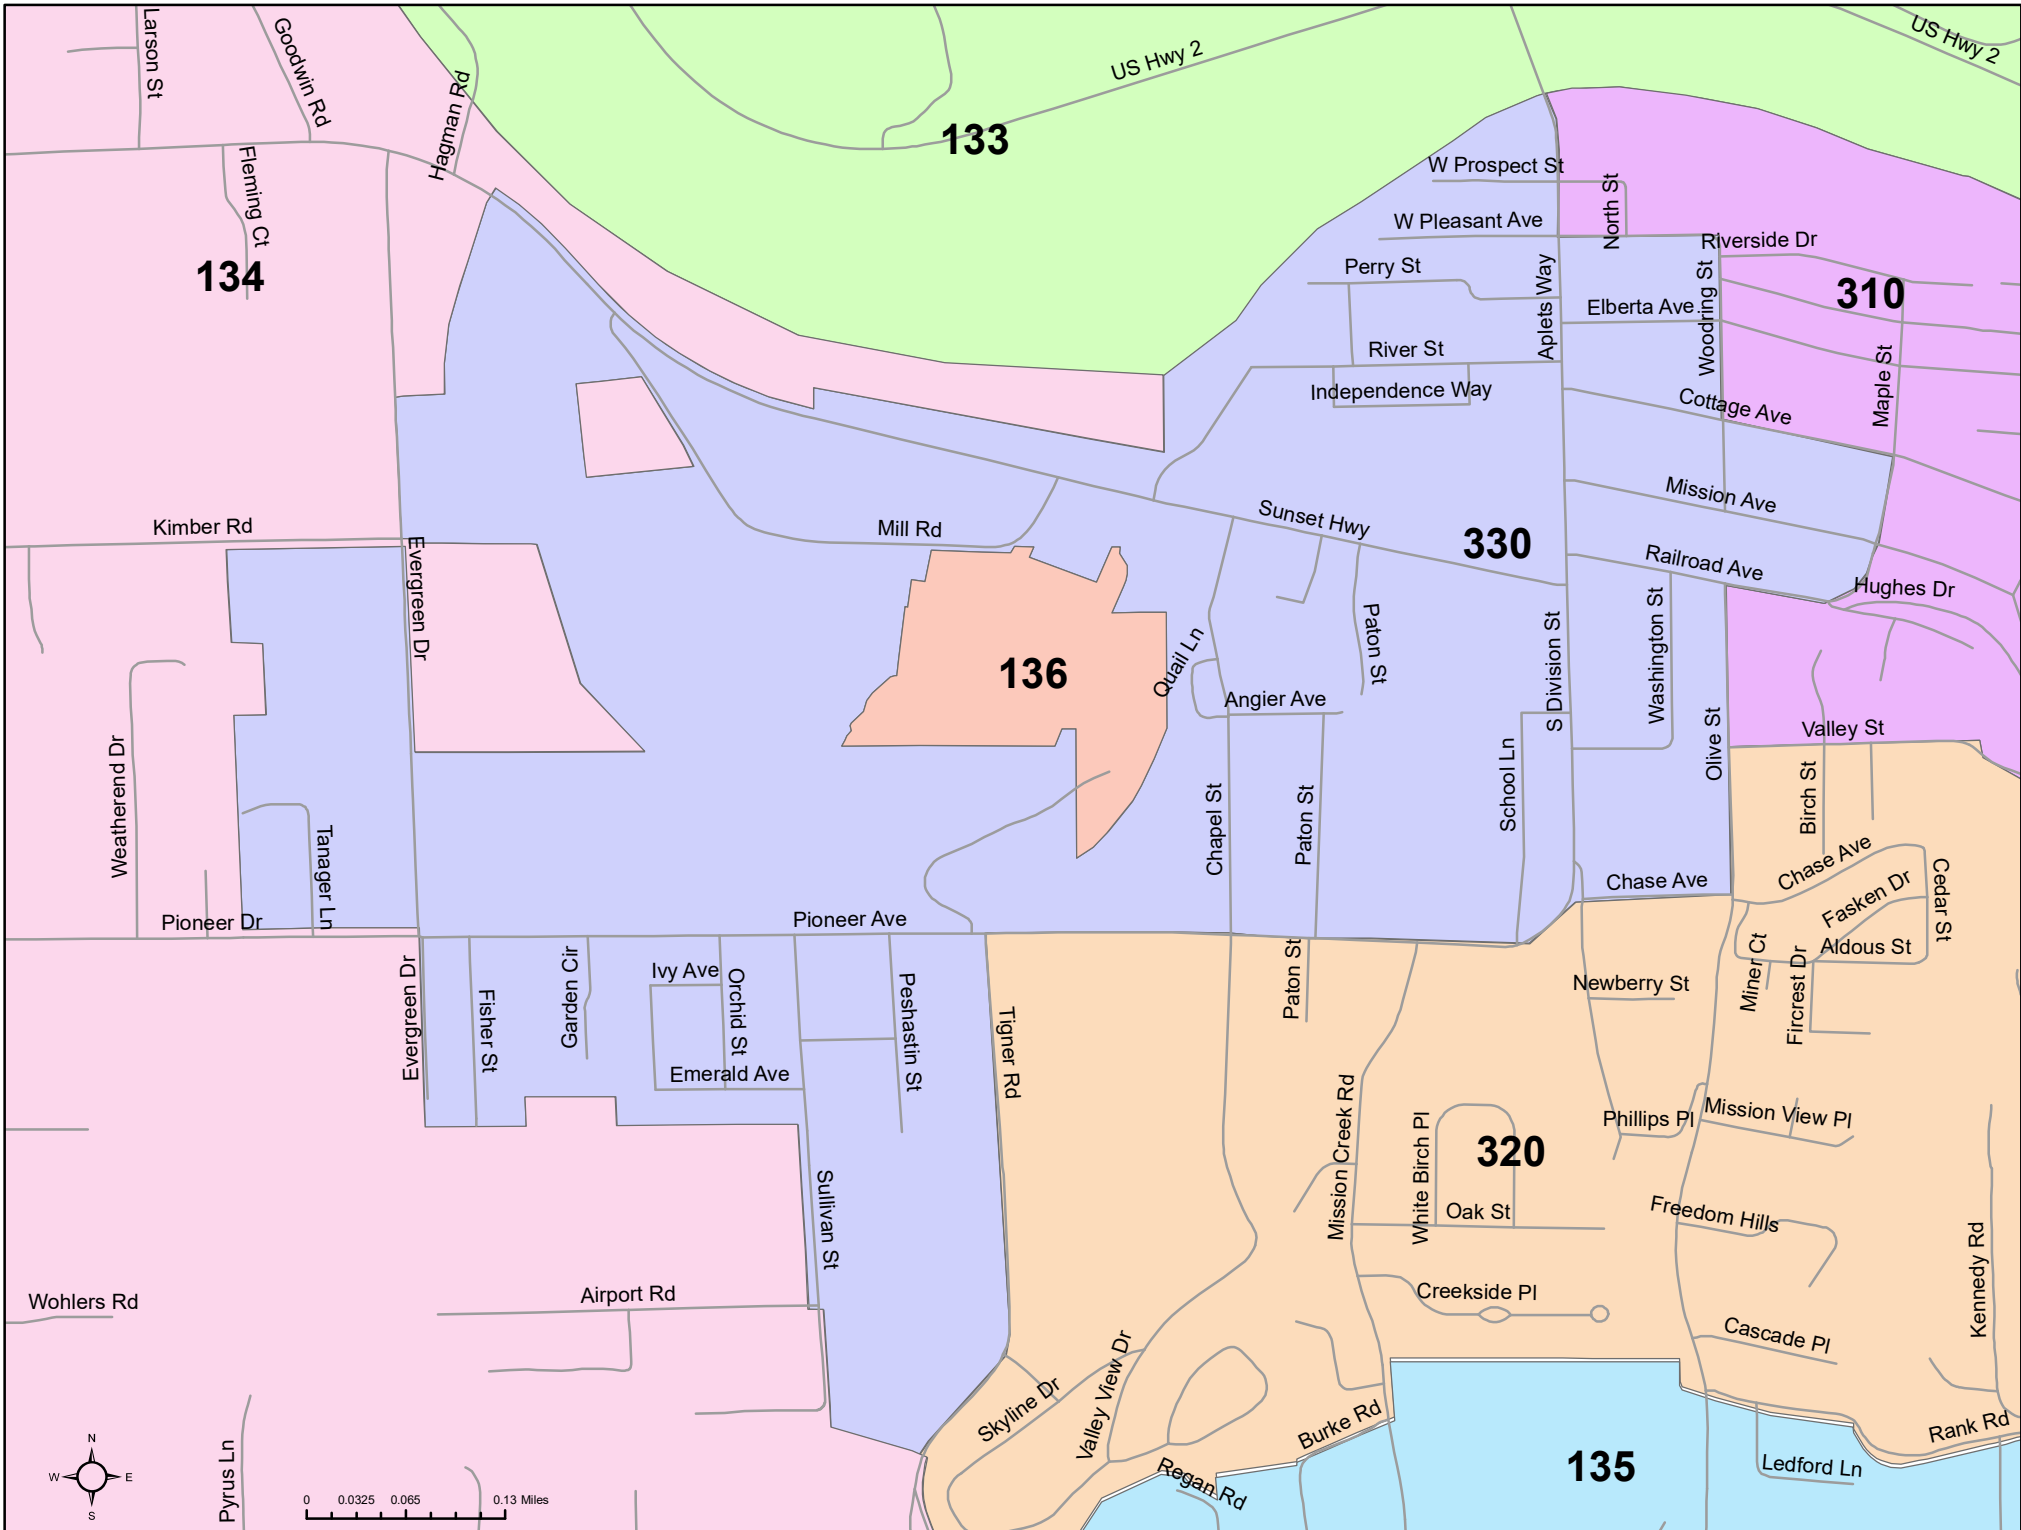 Larson St
Goodwin Rd
Hagman Rd
US Hwy 2
US Hwy 2
133
Fleming Ct
134
W Prospect St
North St
W Pleasant Ave
Riverside Dr
Perry St
Aplets Way
Elberta Ave
Woodring St
310
River St
Independence Way
Cottage Ave
Maple St
Kimber Rd
Mill Rd
Sunset Hwy
330
Mission Ave
Railroad Ave
Hughes Dr
Evergreen Dr
136
Quail Ln
Paton St
S Division St
Washington St
Angier Ave
Olive St
Valley St
Weatherend Dr
Tanager Ln
Chapel St
Paton St
School Ln
Birch St
Chase Ave
Chase Ave
Fasken Dr
Cedar St
Pioneer Dr
Pioneer Ave
Aldous St
Evergreen Dr
Fisher St
Garden Cir
Ivy Ave
Orchid St
Emerald Ave
Peshastin St
Tigner Rd
Paton St
Newberry St
Miner Ct
Fircrest Dr
Mission Creek Rd
White Birch Pl
320
Phillips Pl
Mission View Pl
Oak St
Freedom Hills
Sullivan St
Kennedy Rd
Wohlers Rd
Airport Rd
Creekside Pl
Cascade Pl
Skyline Dr
Valley View Dr
Burke Rd
Regan Rd
135
Rank Rd
Ledford Ln
Pyrus Ln
N
W
E
S
0 0.0325 0.065 0.13 Miles